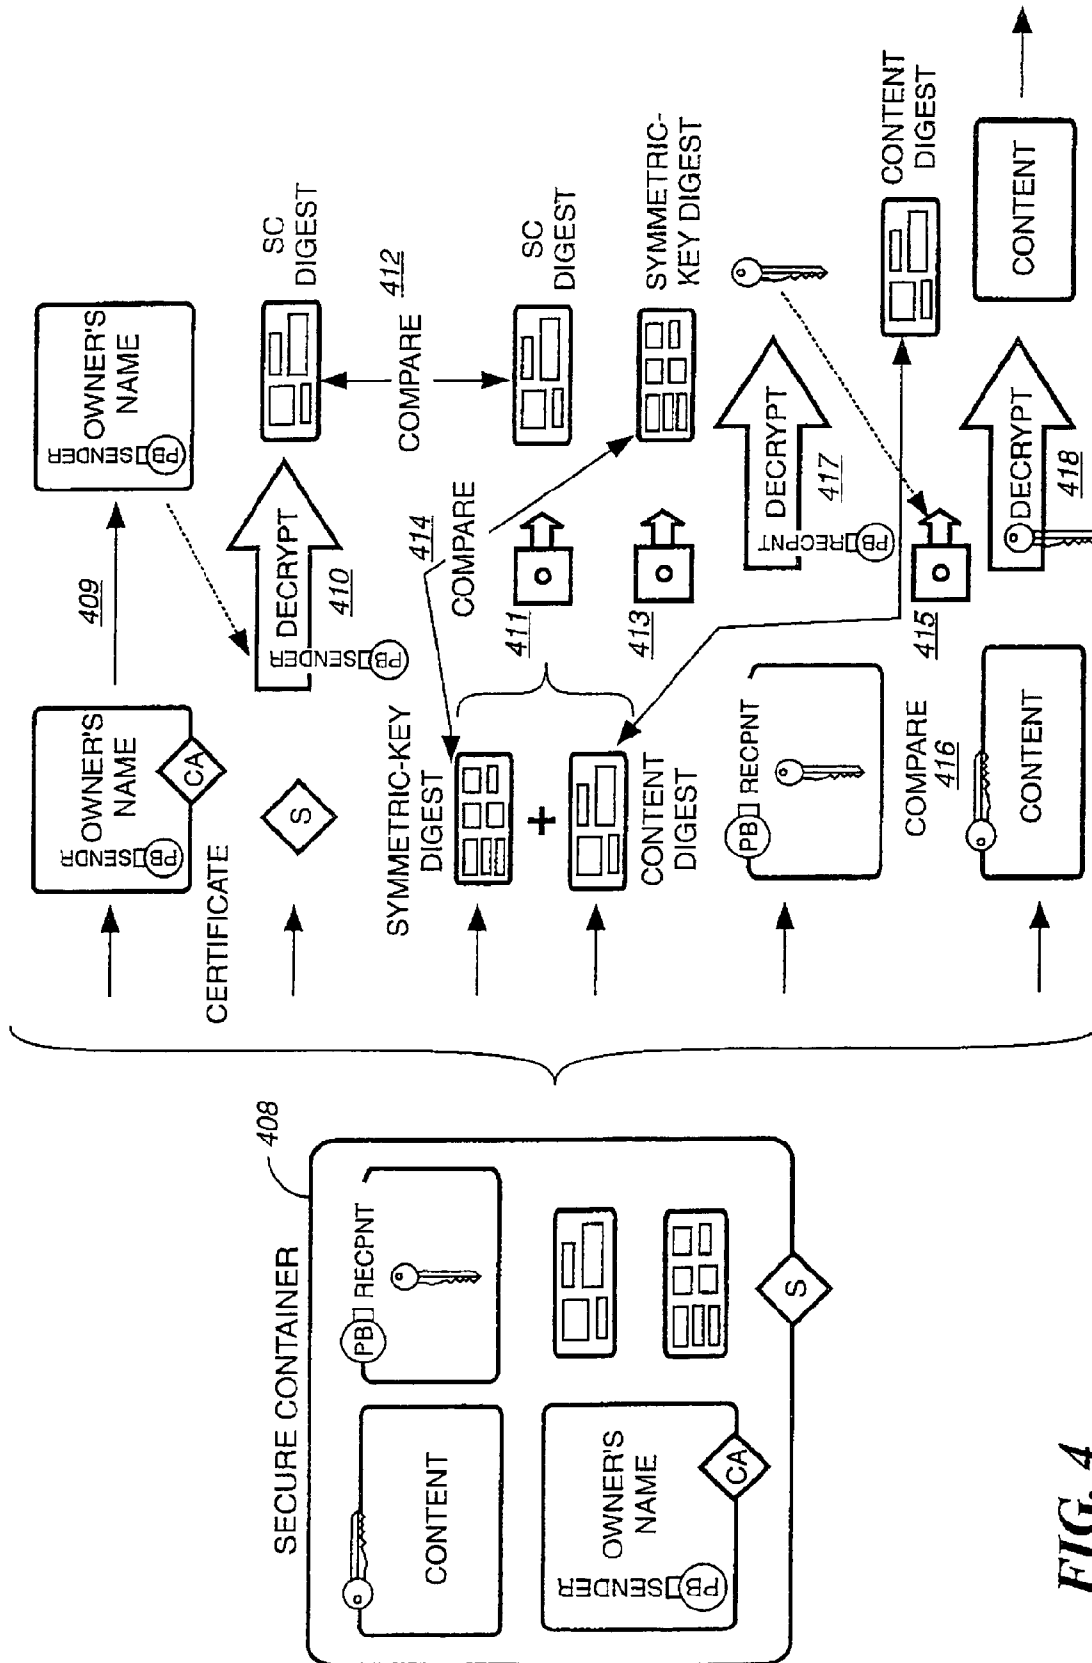 SECURE CONTAINER
408
CONTENT
PB RECPNT
OWNER'S
NAME
PB SENDER
CA
S
OWNER'S
NAME
PB SENDR
CA
CERTIFICATE
409
OWNER'S
NAME
PB SENDER
S
DECRYPT
410
PB SENDER
SC
DIGEST
COMPARE
412
SYMMETRIC-KEY
DIGEST
+
CONTENT
DIGEST
COMPARE
414
411
SC
DIGEST
413
SYMMETRIC-
KEY DIGEST
PB RECPNT
DECRYPT
417
PB RECPNT
COMPARE
416
415
CONTENT
DIGEST
CONTENT
DECRYPT
418
CONTENT
FIG. 4